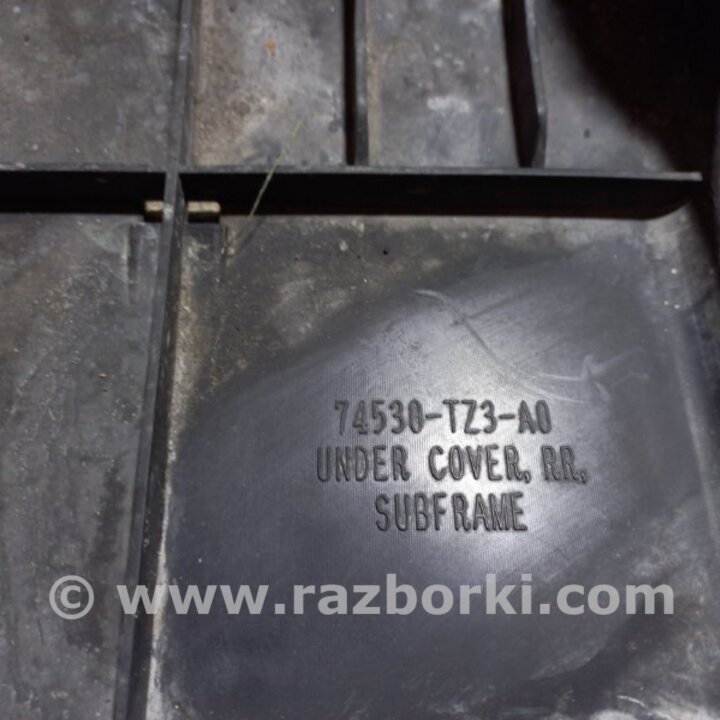 74530-TZ3-A0
UNDER COVER, RR,
SUBFRAME
© www.razborki.com